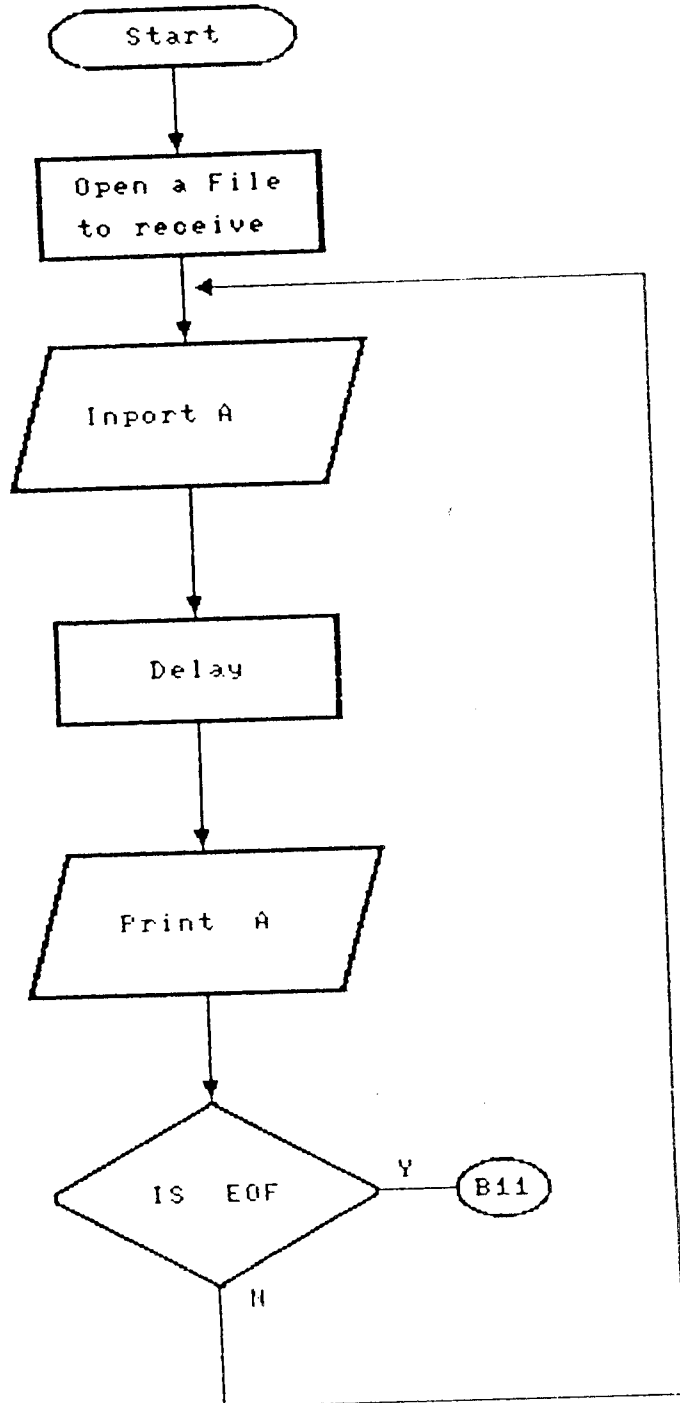 Start
Open a File
to receive
Inport A
Delay
Print A
IS EOF
Y
B11
N